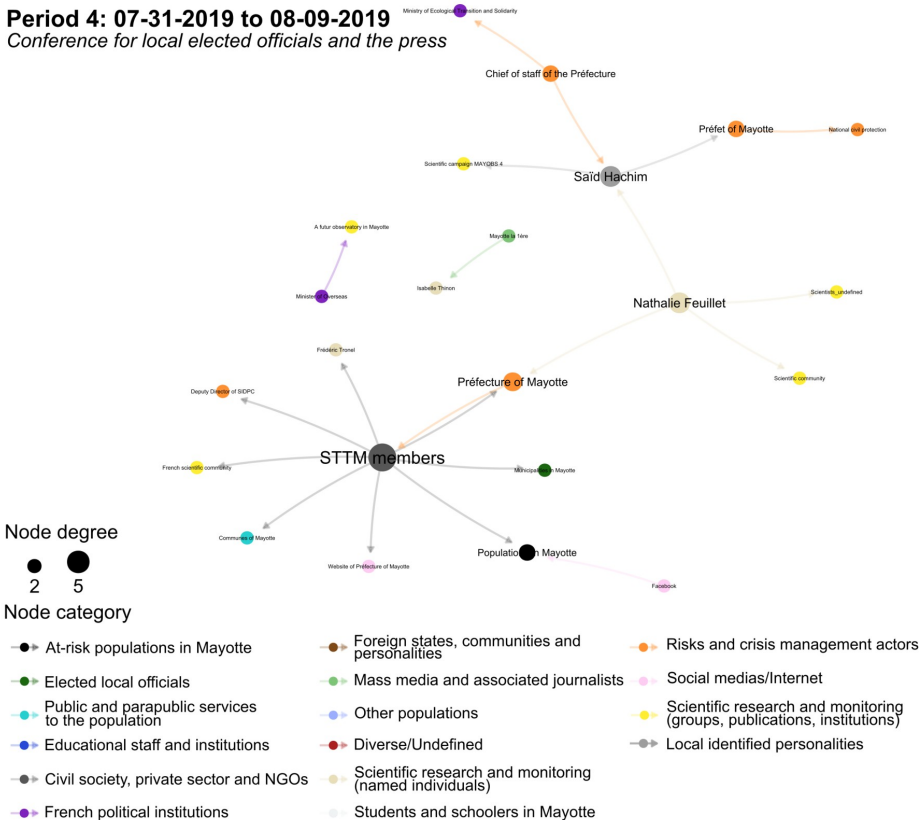 Period 4: 07-31-2019 to 08-09-2019
Conference for local elected officials and the press
Ministry of Ecological Transition and Solidarity
Chief of staff of the Préfecture
Préfet of Mayotte
National civil protection
Scientific campaign MAYOBS 4
Saïd Hachim
A futur observatory in Mayotte
Mayotte la 1ère
Isabelle Thinon
Minister of Overseas
Nathalie Feuillet
Scientists_undefined
Frédéric Tronel
Scientific community
Préfecture of Mayotte
Deputy Director of SIDPC
STTM members
French scientific community
Municipalities in Mayotte
Communes of Mayotte
Population in Mayotte
Website of Préfecture of Mayotte
Facebook
Node degree
2 5
Node category
At-risk populations in Mayotte
Elected local officials
Public and parapublic services
to the population
Educational staff and institutions
Civil society, private sector and NGOs
French political institutions
Foreign states, communities and
personalities
Mass media and associated journalists
Other populations
Diverse/Undefined
Scientific research and monitoring
(named individuals)
Students and schoolers in Mayotte
Risks and crisis management actors
Social medias/Internet
Scientific research and monitoring
(groups, publications, institutions)
Local identified personalities